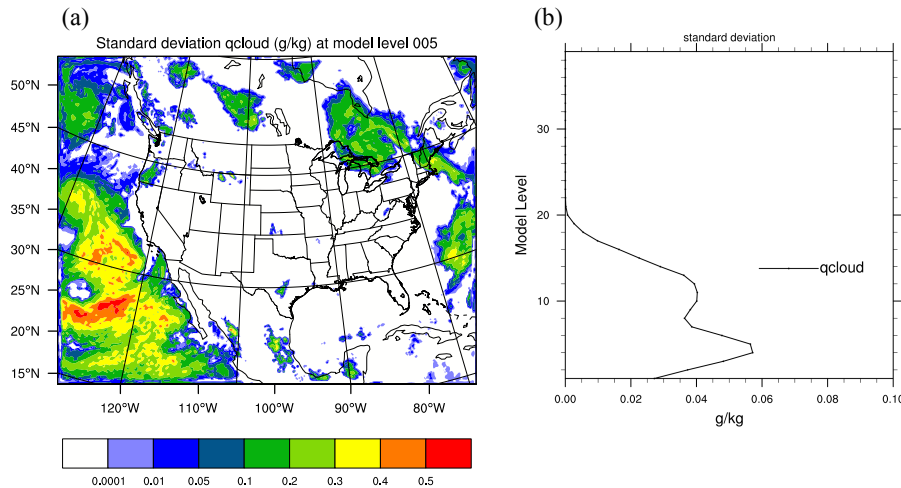 (a)
Standard deviation qcloud (g/kg) at model level 005
50°N
45°N
40°N
35°N
30°N
25°N
20°N
15°N
120°W 110°W 100°W 90°W 80°W
0.0001 0.01 0.05 0.1 0.2 0.3 0.4 0.5
(b)
standard deviation
Model Level
30
20
10
qcloud
0.00 0.02 0.04 0.06 0.08 0.10
g/kg